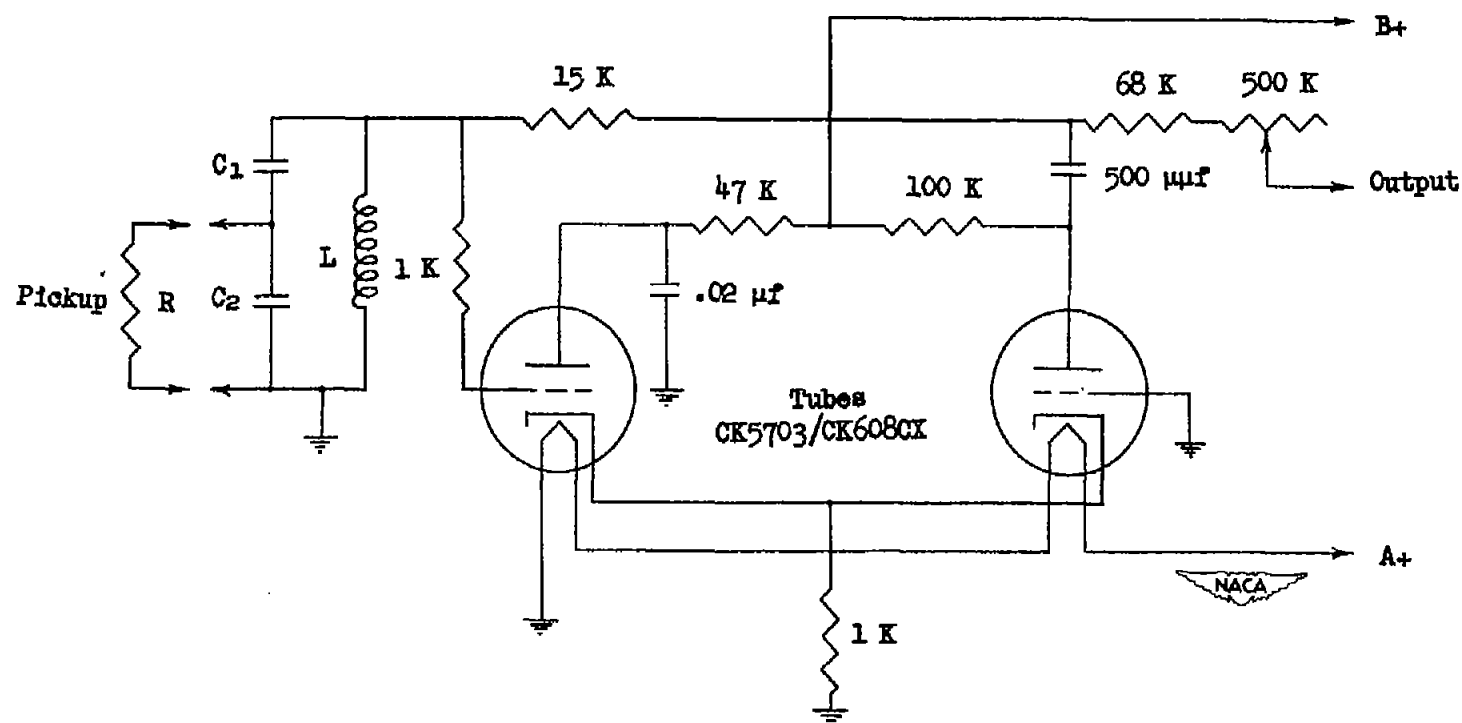 B+
15 K
68 K
500 K
C1
47 K
100 K
500 μμf
Output
L
1 K
Pickup
R
C2
.02 μf
Tubes
CK5703/CK608CX
A+
NACA
1 K